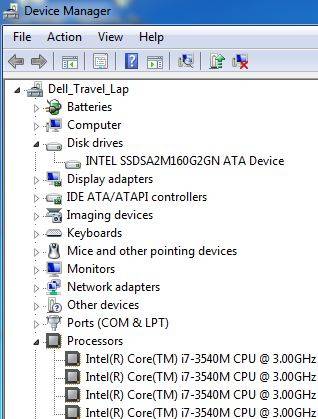 Device Manager
File Action View Help
Dell_Travel_Lap
Batteries
Computer
Disk drives
INTEL SSDSA2M160G2GN ATA Device
Display adapters
IDE ATA/ATAPI controllers
Imaging devices
Keyboards
Mice and other pointing devices
Monitors
Network adapters
Other devices
Ports (COM & LPT)
Processors
Intel(R) Core(TM) i7-3540M CPU @ 3.00GHz
Intel(R) Core(TM) i7-3540M CPU @ 3.00GHz
Intel(R) Core(TM) i7-3540M CPU @ 3.00GHz
Intel(R) Core(TM) i7-3540M CPU @ 3.00GHz